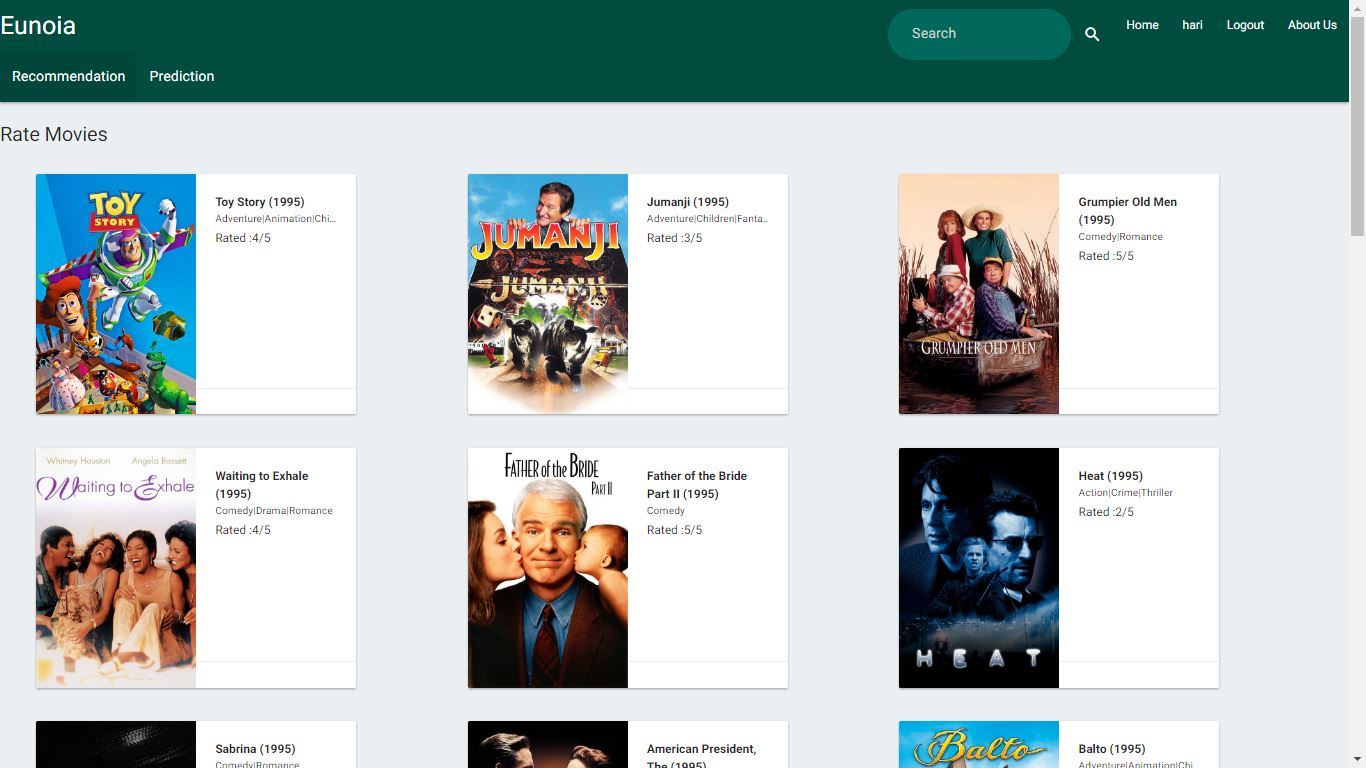 Eunoia
Search
Home
hari
Logout
About Us
Recommendation
Prediction
Rate Movies
TOY
STORY
Toy Story (1995)
Adventure|Animation|Chi...
Rated :4/5
JUMANJI
JUMANJI
Jumanji (1995)
Adventure|Children|Fanta..
Rated :3/5
GRUMPIER OLD MEN
Grumpier Old Men
(1995)
Comedy|Romance
Rated :5/5
Whitney Houston Angela Bassett
Waiting to Exhale
Waiting to Exhale
(1995)
Comedy|Drama|Romance
Rated :4/5
FATHER of the BRIDE
PART II
Father of the Bride
Part II (1995)
Comedy
Rated :5/5
HEAT
Heat (1995)
Action|Crime|Thriller
Rated :2/5
Sabrina (1995)
Comedy|Romance
American President,
The (1995)
Balto
Balto (1995)
Adventure|Animation|Chi